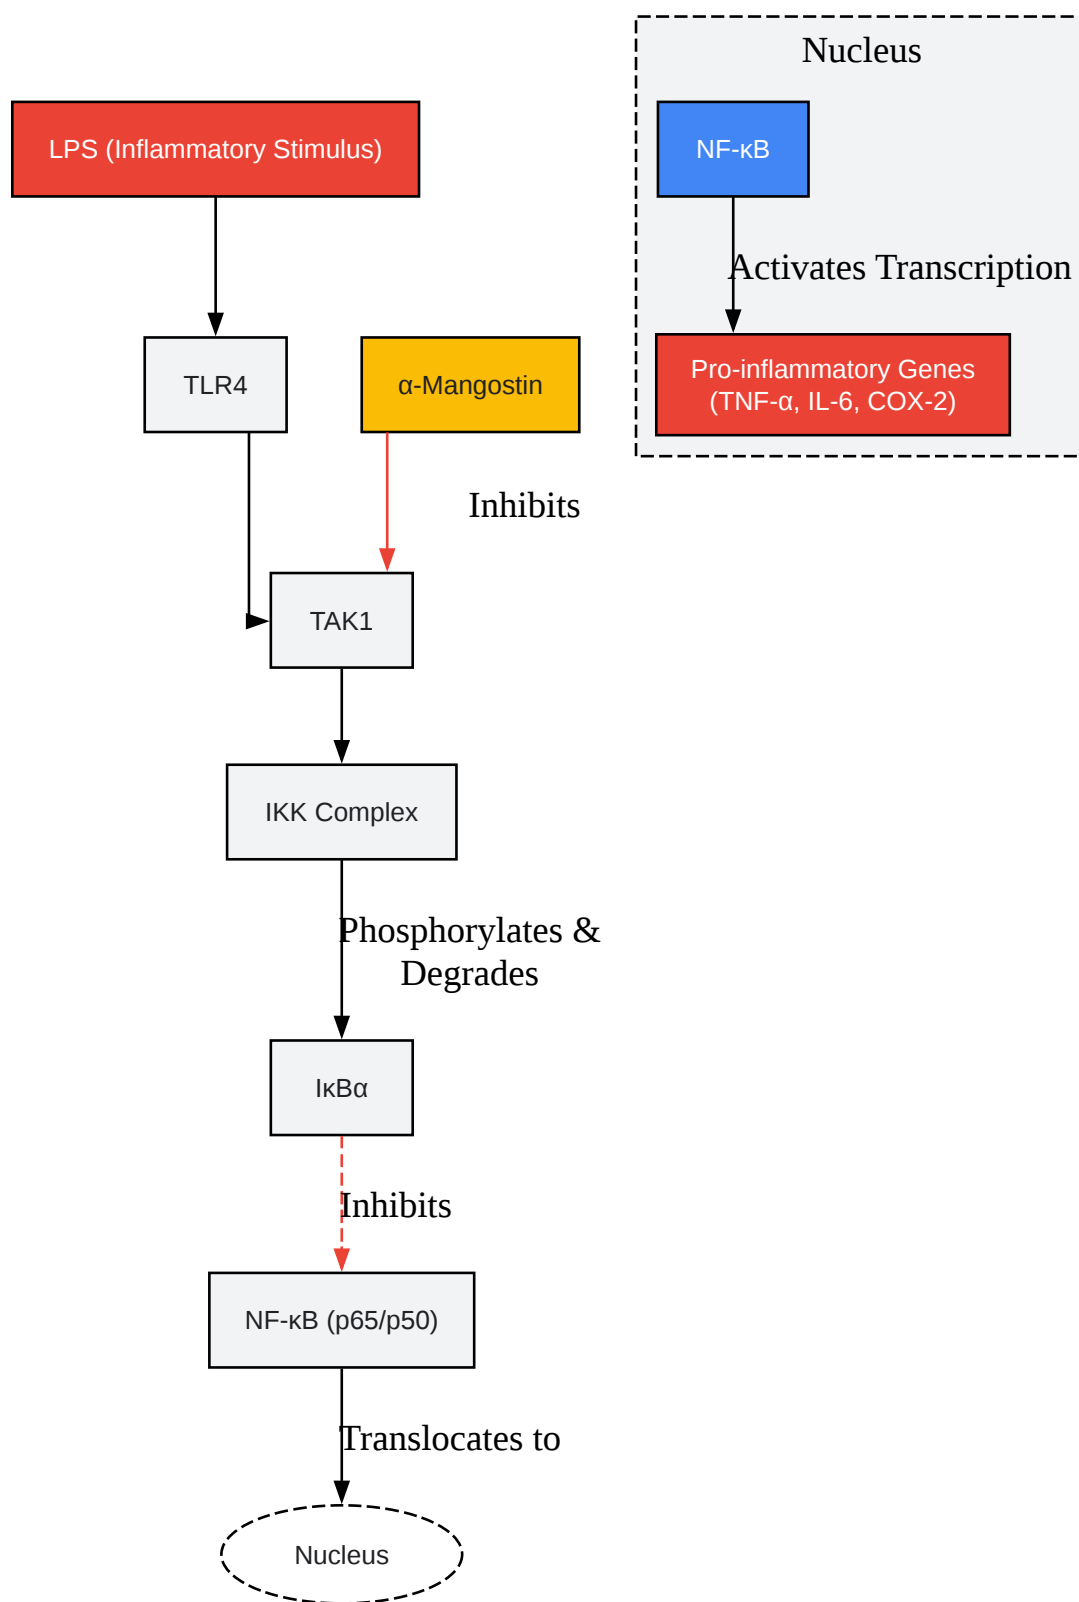 Nucleus
LPS (Inflammatory Stimulus)
NF-κB
Activates Transcription
TLR4
α-Mangostin
Pro-inflammatory Genes
(TNF-α, IL-6, COX-2)
Inhibits
TAK1
IKK Complex
Phosphorylates &
Degrades
IκBα
Inhibits
NF-κB (p65/p50)
Translocates to
Nucleus